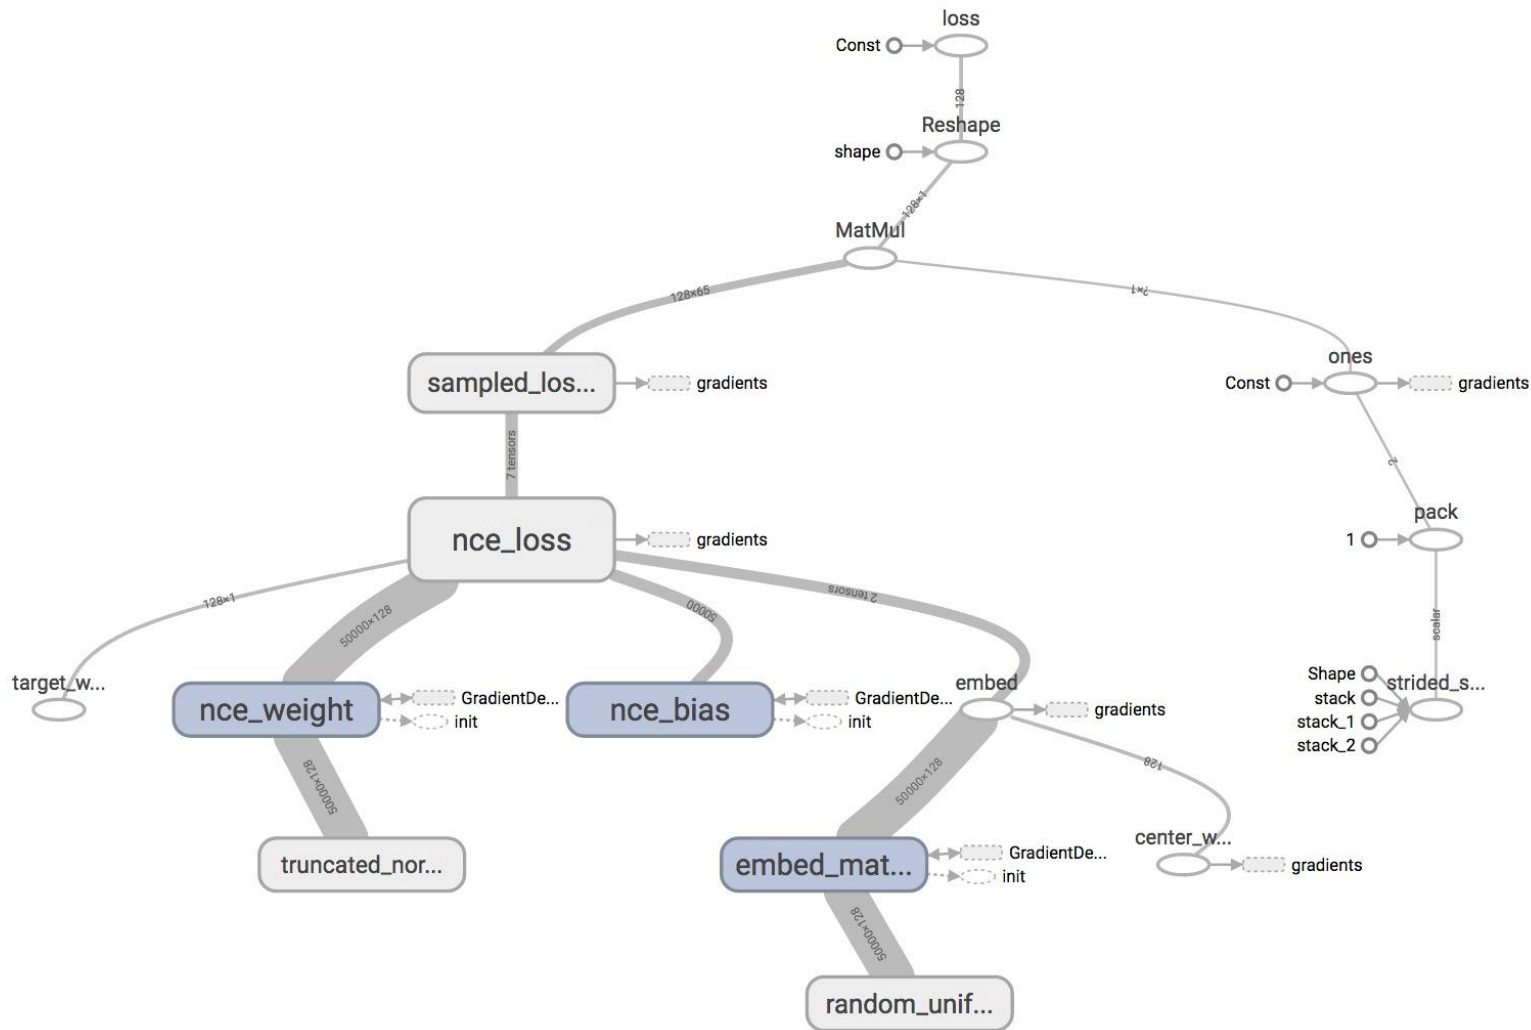 loss
Const
128
Reshape
shape
128×1
MatMul
128×65
?×1
sampled_los...
gradients
ones
Const
gradients
7 tensors
2
nce_loss
gradients
pack
1
128×1
50000×128
50000
2 tensors
scalar
target_w...
nce_weight
GradientDe...
init
nce_bias
GradientDe...
init
embed
gradients
Shape
stack
stack_1
stack_2
strided_s...
50000×128
50000×128
128
truncated_nor...
embed_mat...
GradientDe...
init
center_w...
gradients
50000×128
random_unif...